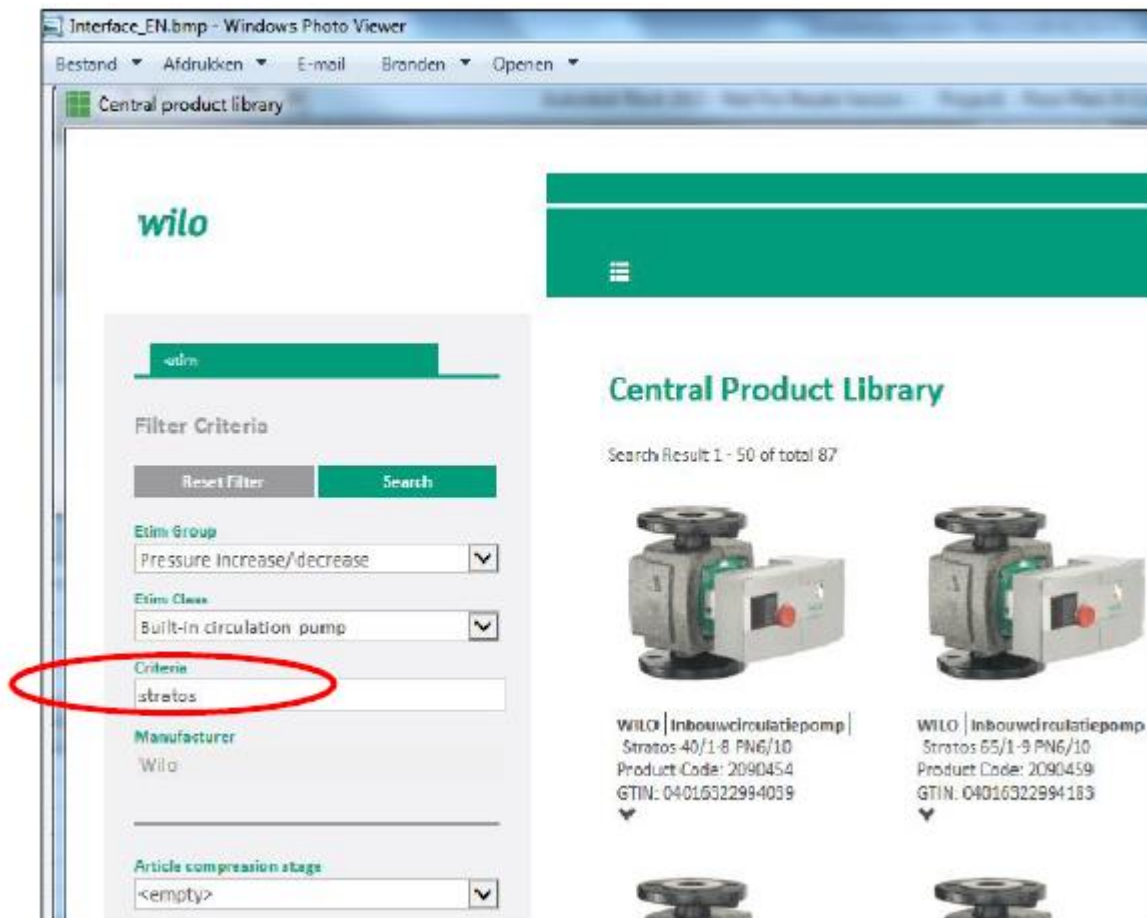 Interface_EN.bmp - Windows Photo Viewer
Bestand Afdrukken E-mail Branden Openen
Central product library
wilo
etim
Filter Criteria
Reset Filter Search
Etim Group
Pressure increase/decrease
Etim Class
Built-in circulation pump
Criteria
stratos
Manufacturer
Wilo
Article compression stage
<empty>
Central Product Library
Search Result 1 - 50 of total 87
WILO | Inbouwcirculatiepomp |
Stratos 40/1-8 PN6/10
Product Code: 2090454
GTIN: 04016322994039
WILO | Inbouwcirculatiepomp
Stratos 65/1-9 PN6/10
Product Code: 2090459
GTIN: 04016322994183